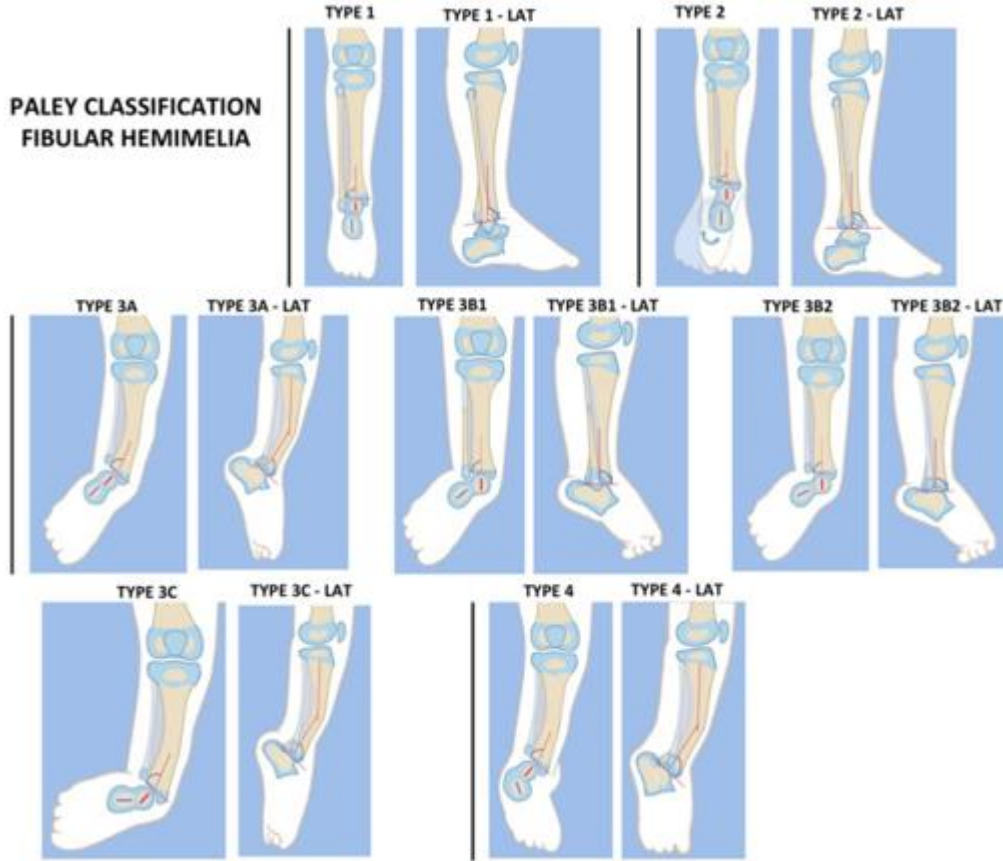 TYPE 1
TYPE 1 - LAT
TYPE 2
TYPE 2 - LAT
PALEY CLASSIFICATION
FIBULAR HEMIMELIA
TYPE 3A
TYPE 3A - LAT
TYPE 3B1
TYPE 3B1 - LAT
TYPE 3B2
TYPE 3B2 - LAT
TYPE 3C
TYPE 3C - LAT
TYPE 4
TYPE 4 - LAT